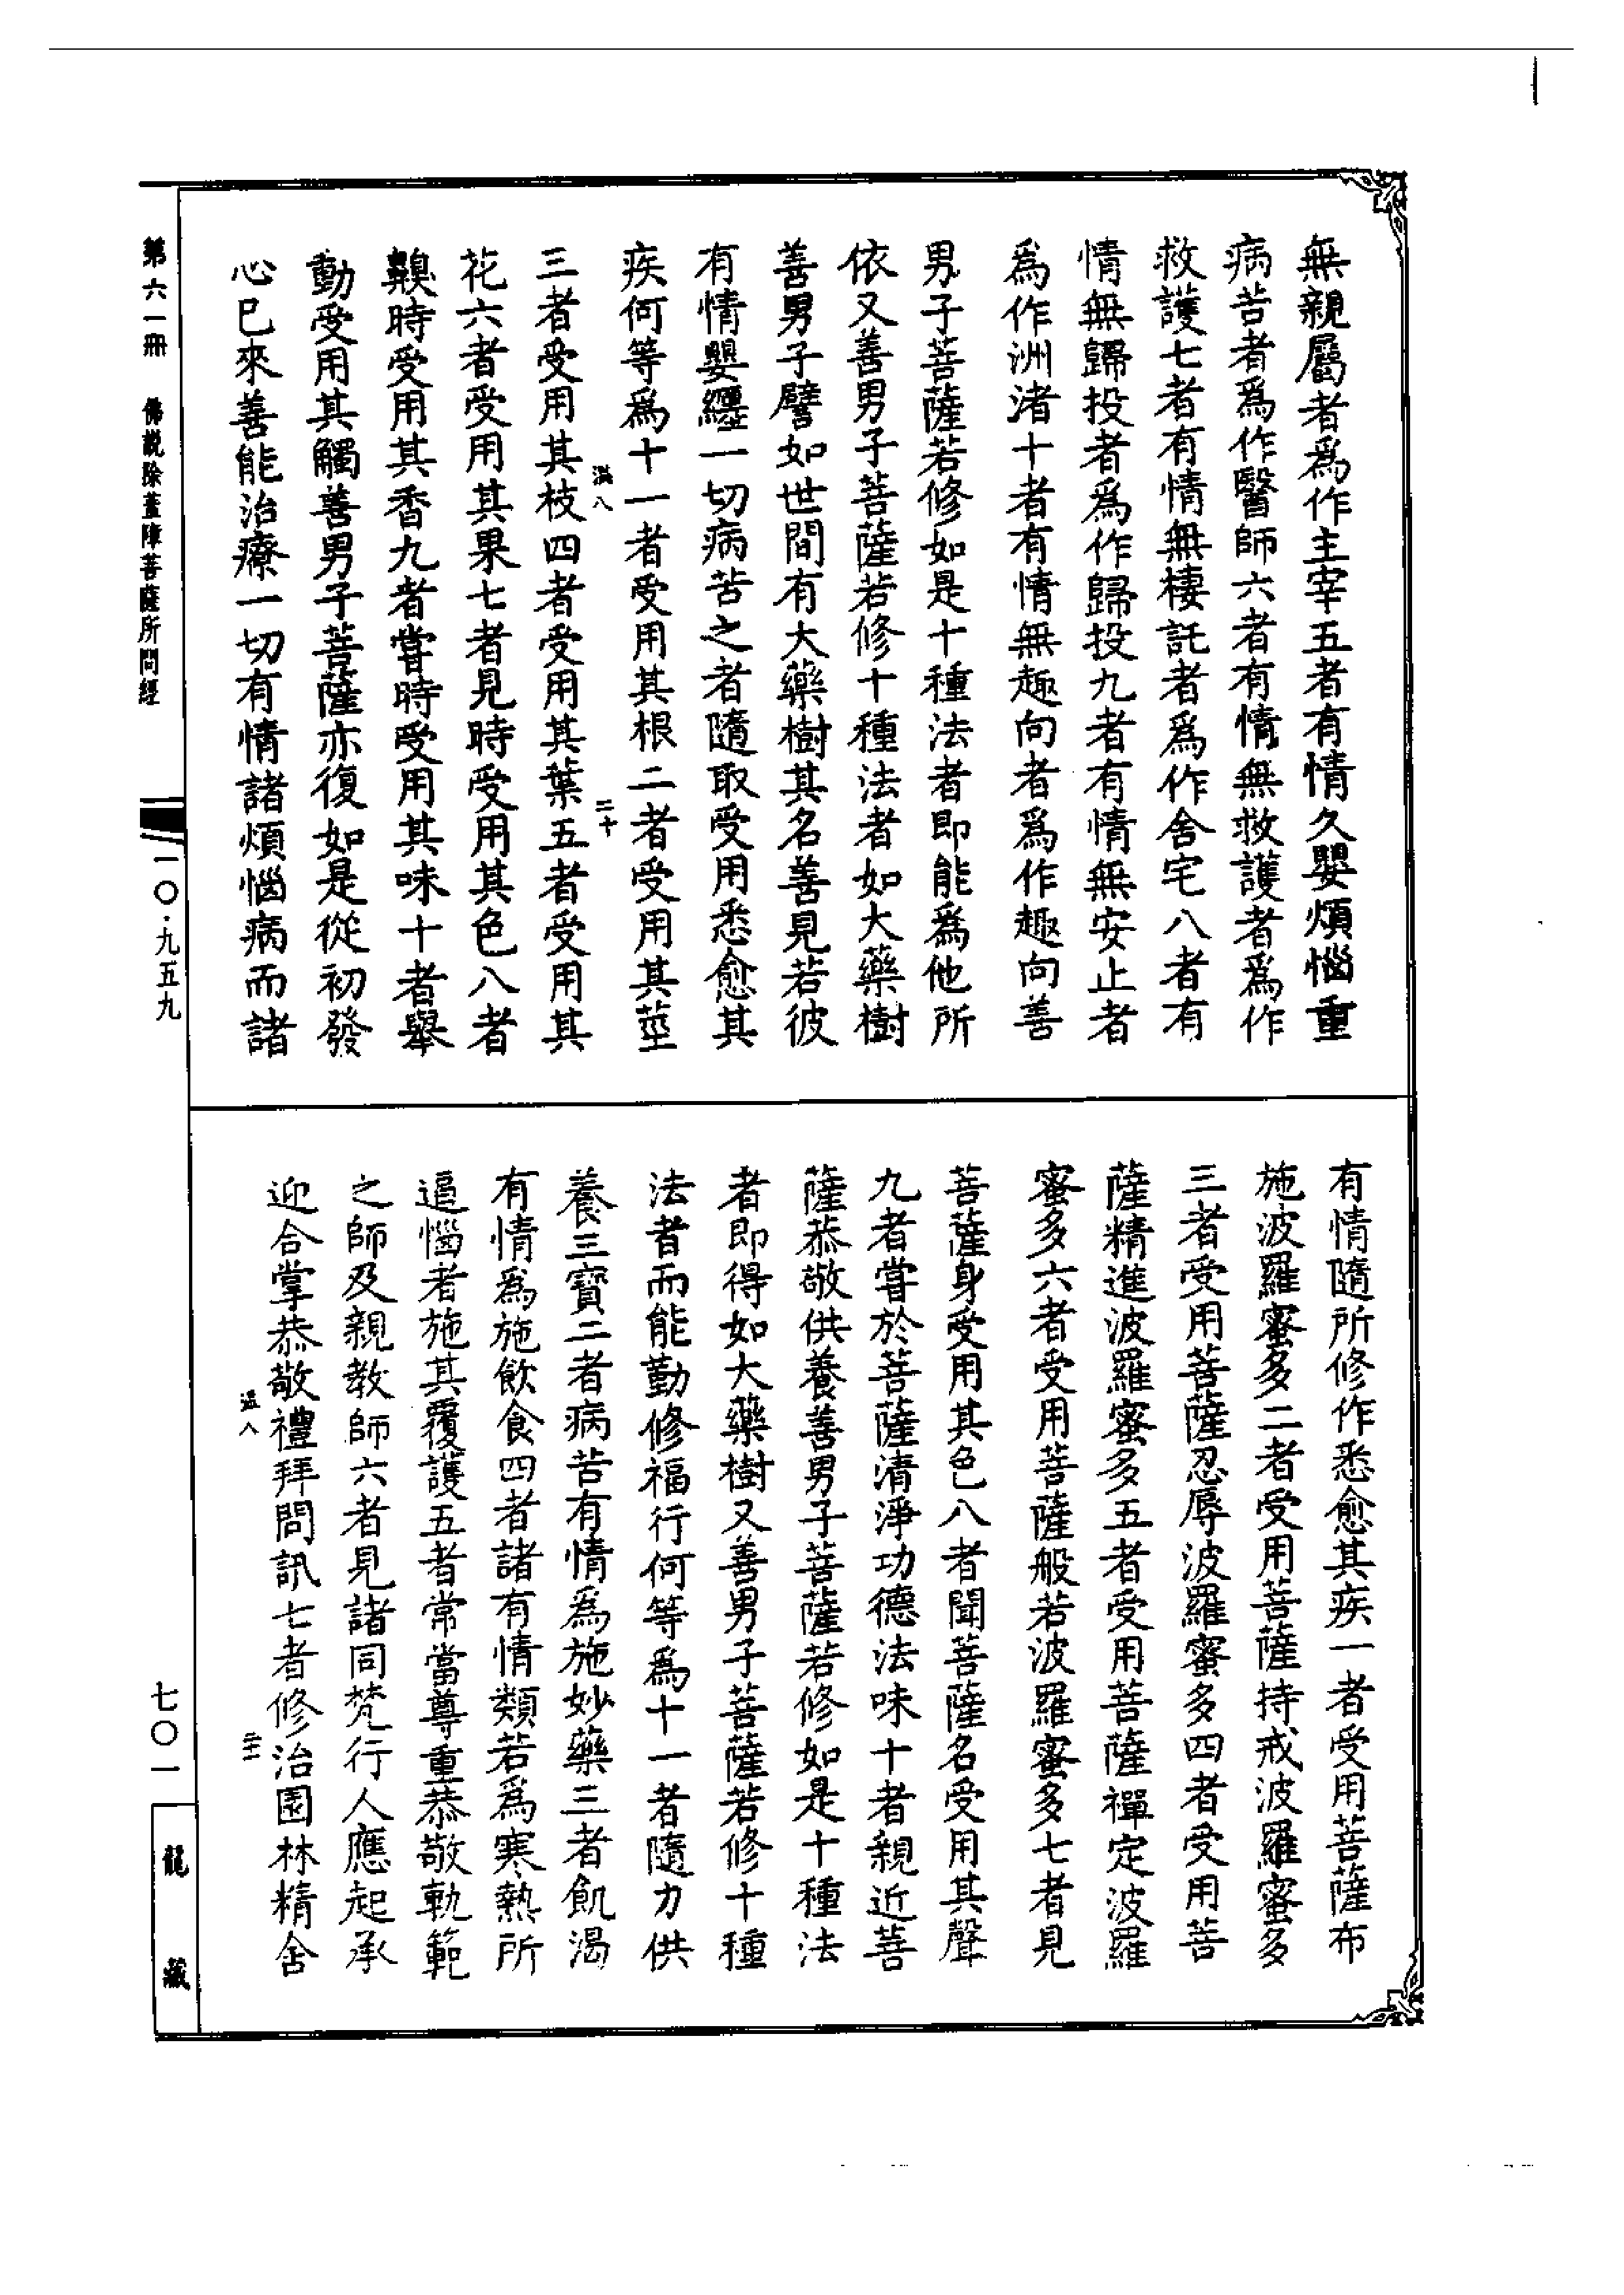 無親屬者爲作主宰五者有情久嬰煩惱重
病苦者爲作醫師六者有情無救護者爲作
救護七者有情無棲託者爲作舍宅八者有
情無歸投者爲作歸投九者有情無安止者
爲作洲渚十者有情無趣向者爲作趣向善
男子菩薩若修如是十種法者即能爲他所
依又善男子菩薩若修十種法者如大藥樹
善男子譬如世間有大藥樹其名善見若彼
有情嬰纏一切病苦之者隨取受用悉愈其
疾何等爲十一者受用其根二者受用其莖
八
二十
三者受用其枝四者受用其葉五者受用其
花六者受用其果七者見時受用其色八者
齅時受用其香九者甞時受用其味十者舉
動受用其觸善男子菩薩亦復如是從初發
心已來善能治療一切有情諸煩惱病而諸
有情隨所修作悉愈其疾一者受用菩薩布
施波羅蜜多二者受用菩薩持戒波羅蜜多
三者受用菩薩忍辱波羅蜜多四者受用菩
薩精進波羅蜜多五者受用菩薩禪定波羅
蜜多六者受用菩薩般若波羅蜜多七者見
菩薩身受用其色八者聞菩薩名受用其聲
九者甞於菩薩清淨功德法味十者親近菩
薩恭敬供養善男子菩薩若修如是十種法
者即得如大藥樹又善男子菩薩若修十種
法者而能勤修福行何等爲十一者隨力供
養三寶二者病苦有情爲施妙藥三者飢渴
有情爲施飲食四者諸有情類若爲寒熱所
逼惱者施其覆護五者常當尊重恭敬軌範
之師及親教師六者見諸同梵行人應起承
迎合掌恭敬禮拜問訊七者修治園林精舍
八
二十一
第六一冊　佛說除蓋障菩薩所問經
一〇·九五九
七〇一
龍藏